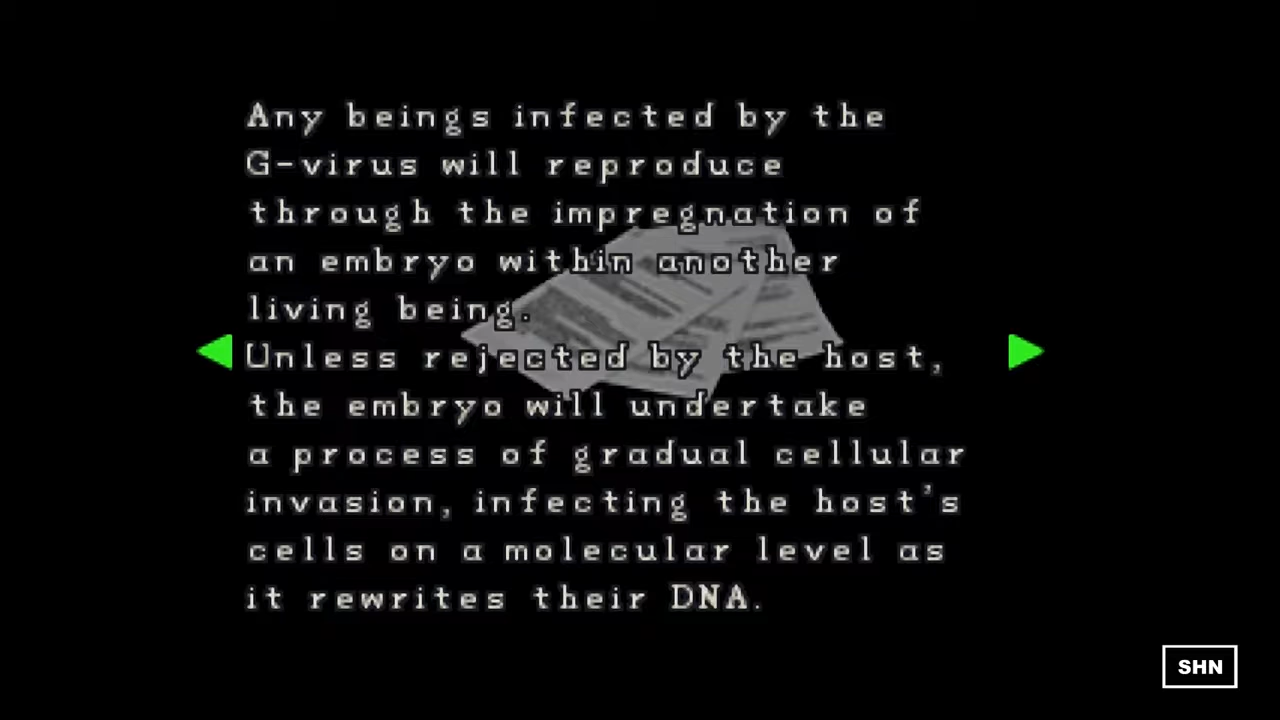 Any beings infected by the
G-virus will reproduce
through the impregnation of
an embryo within another
living being.
Unless rejected by the host,
the embryo will undertake
a process of gradual cellular
invasion, infecting the host's
cells on a molecular level as
it rewrites their DNA.
SHN